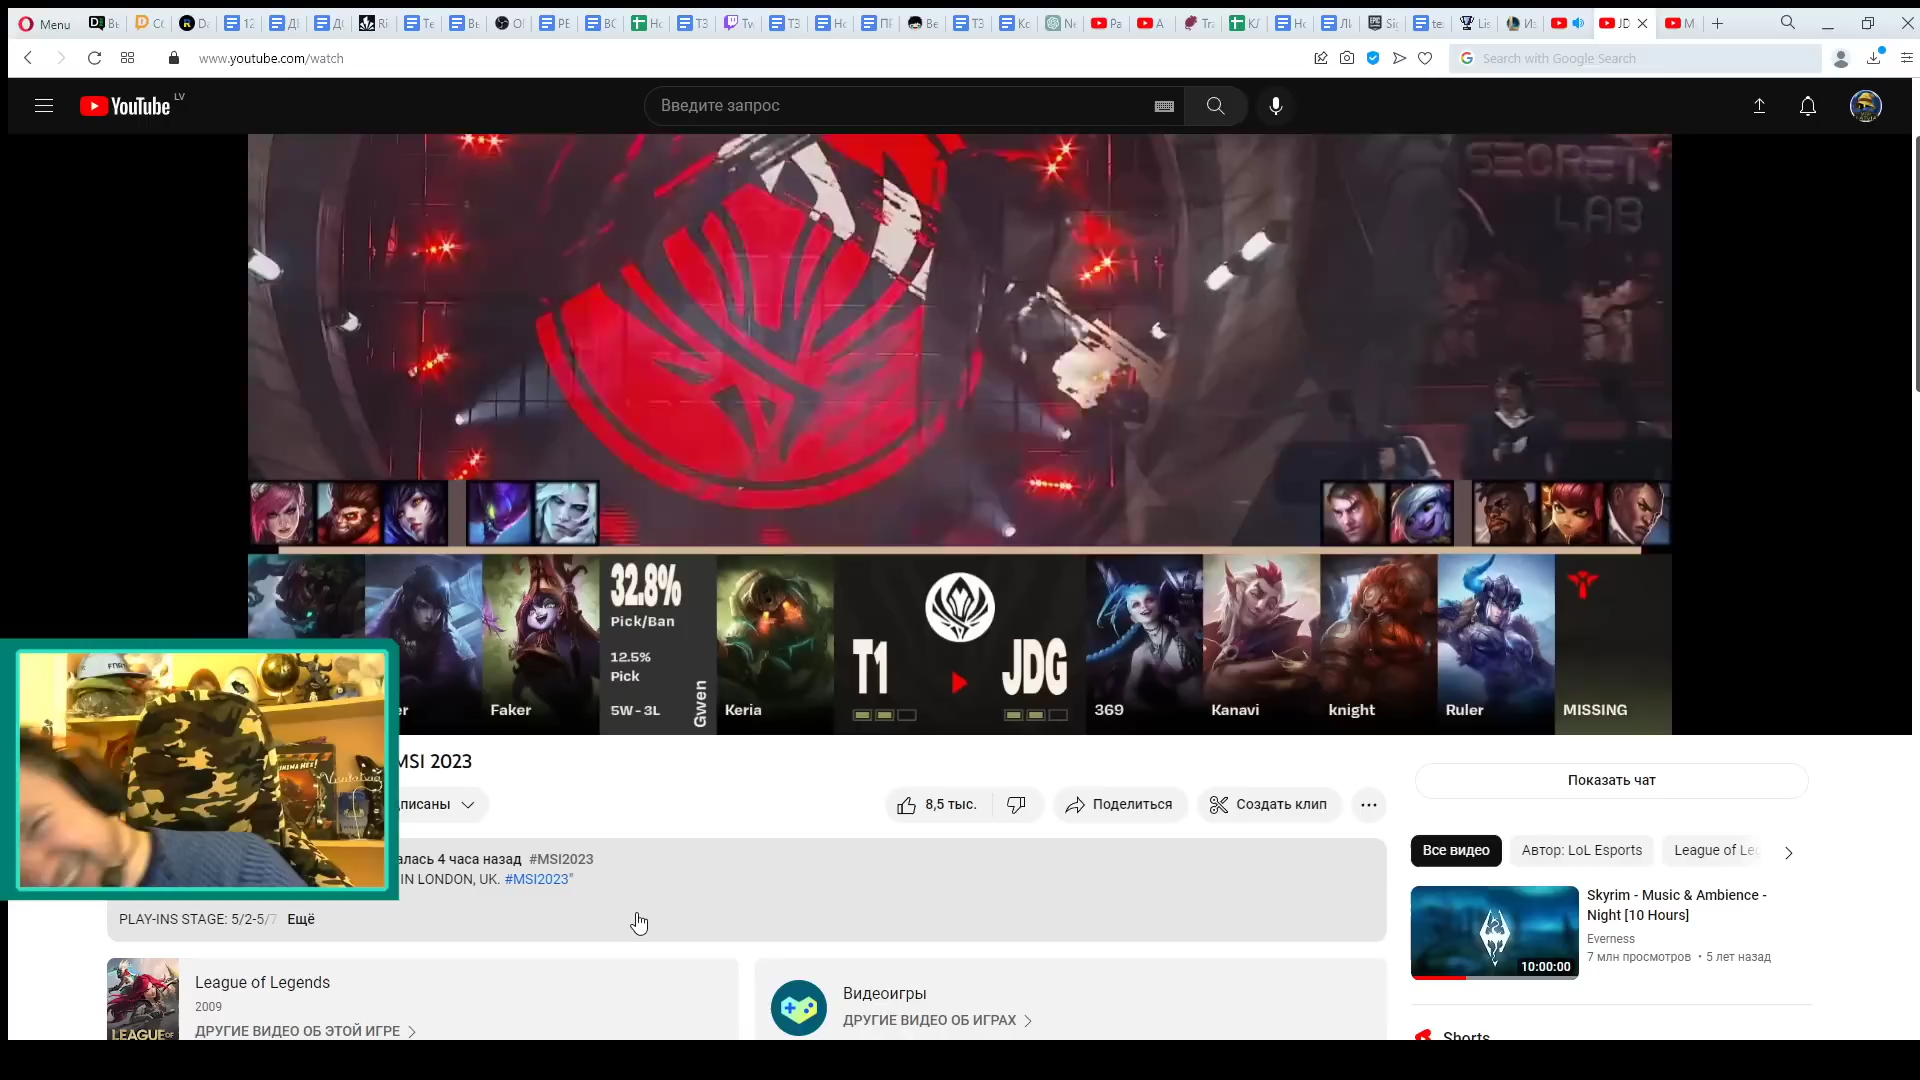 Menu
www.youtube.com/watch
Search with Google Search
YouTube LV
Введите запрос
SECRET
LAB
Faker
32.8%
Pick/Ban
12.5%
Pick
5W - 3L
Gwen
Keria
T1
JDG
369
Kanavi
knight
Ruler
MISSING
MSI 2023
8,5 тыс.
Поделиться
Создать клип
Показать чат
4 часа назад #MSI2023
IN LONDON, UK. #MSI2023"
PLAY-INS STAGE: 5/2-5/7 Ещё
Все видео
Автор: LoL Esports
League of Leg
Skyrim - Music & Ambience -
Night [10 Hours]
Everness
7 млн просмотров • 5 лет назад
10:00:00
League of Legends
2009
ДРУГИЕ ВИДЕО ОБ ЭТОЙ ИГРЕ
LEAGUE OF
Видеоигры
ДРУГИЕ ВИДЕО ОБ ИГРАХ
Shorts